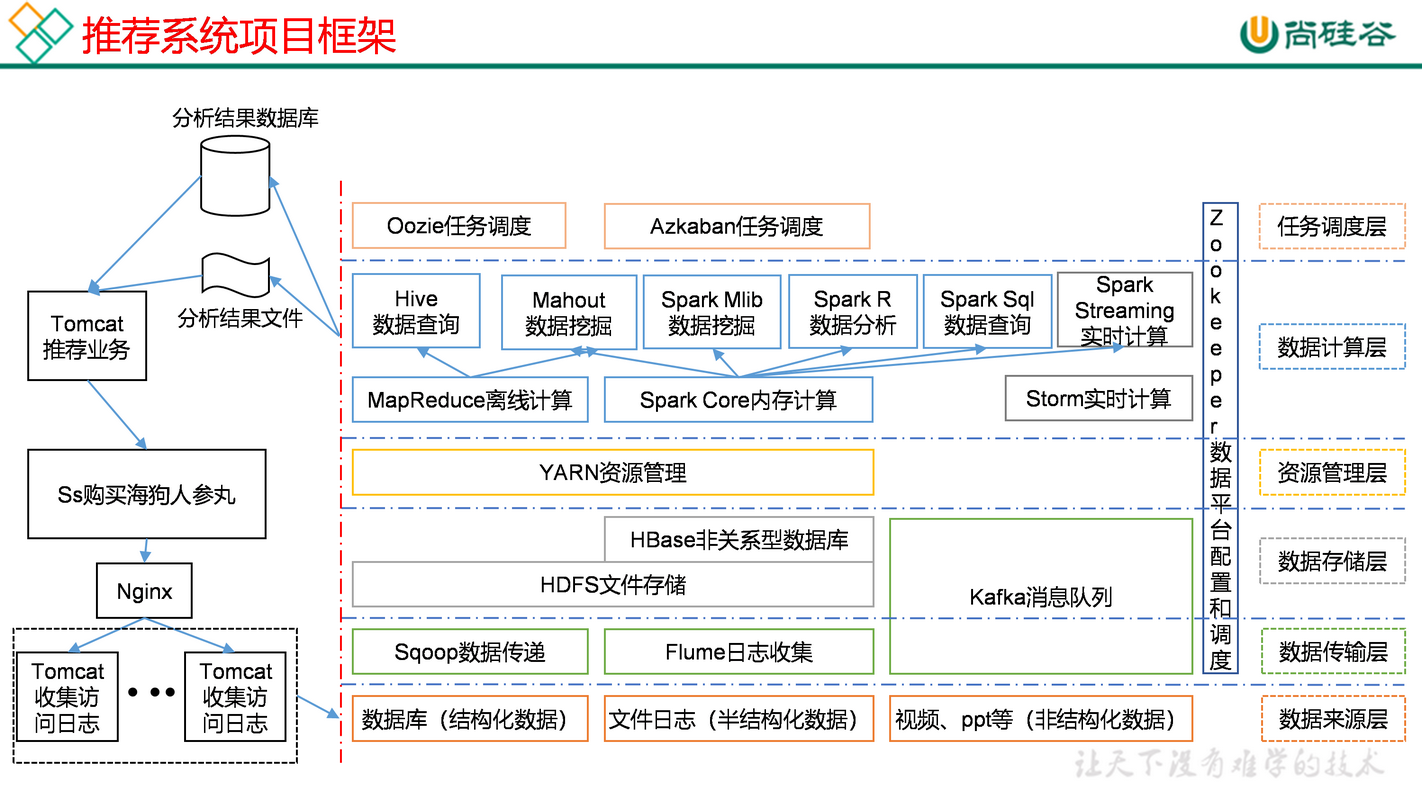 推荐系统项目框架
尚硅谷
分析结果数据库
分析结果文件
Tomcat
推荐业务
Ss购买海狗人参丸
Nginx
Tomcat
收集访
问日志
Tomcat
收集访
问日志
Oozie任务调度
Azkaban任务调度
任务调度层
Hive
数据查询
Mahout
数据挖掘
Spark Mlib
数据挖掘
Spark R
数据分析
Spark Sql
数据查询
Spark
Streaming
实时计算
数据计算层
MapReduce离线计算
Spark Core内存计算
Storm实时计算
YARN资源管理
资源管理层
HBase非关系型数据库
HDFS文件存储
Kafka消息队列
数据存储层
Sqoop数据传递
Flume日志收集
数据传输层
数据库（结构化数据）
文件日志（半结构化数据）
视频、ppt等（非结构化数据）
数据来源层
Zookeeper数据平台配置和调度
让天下没有难学的技术